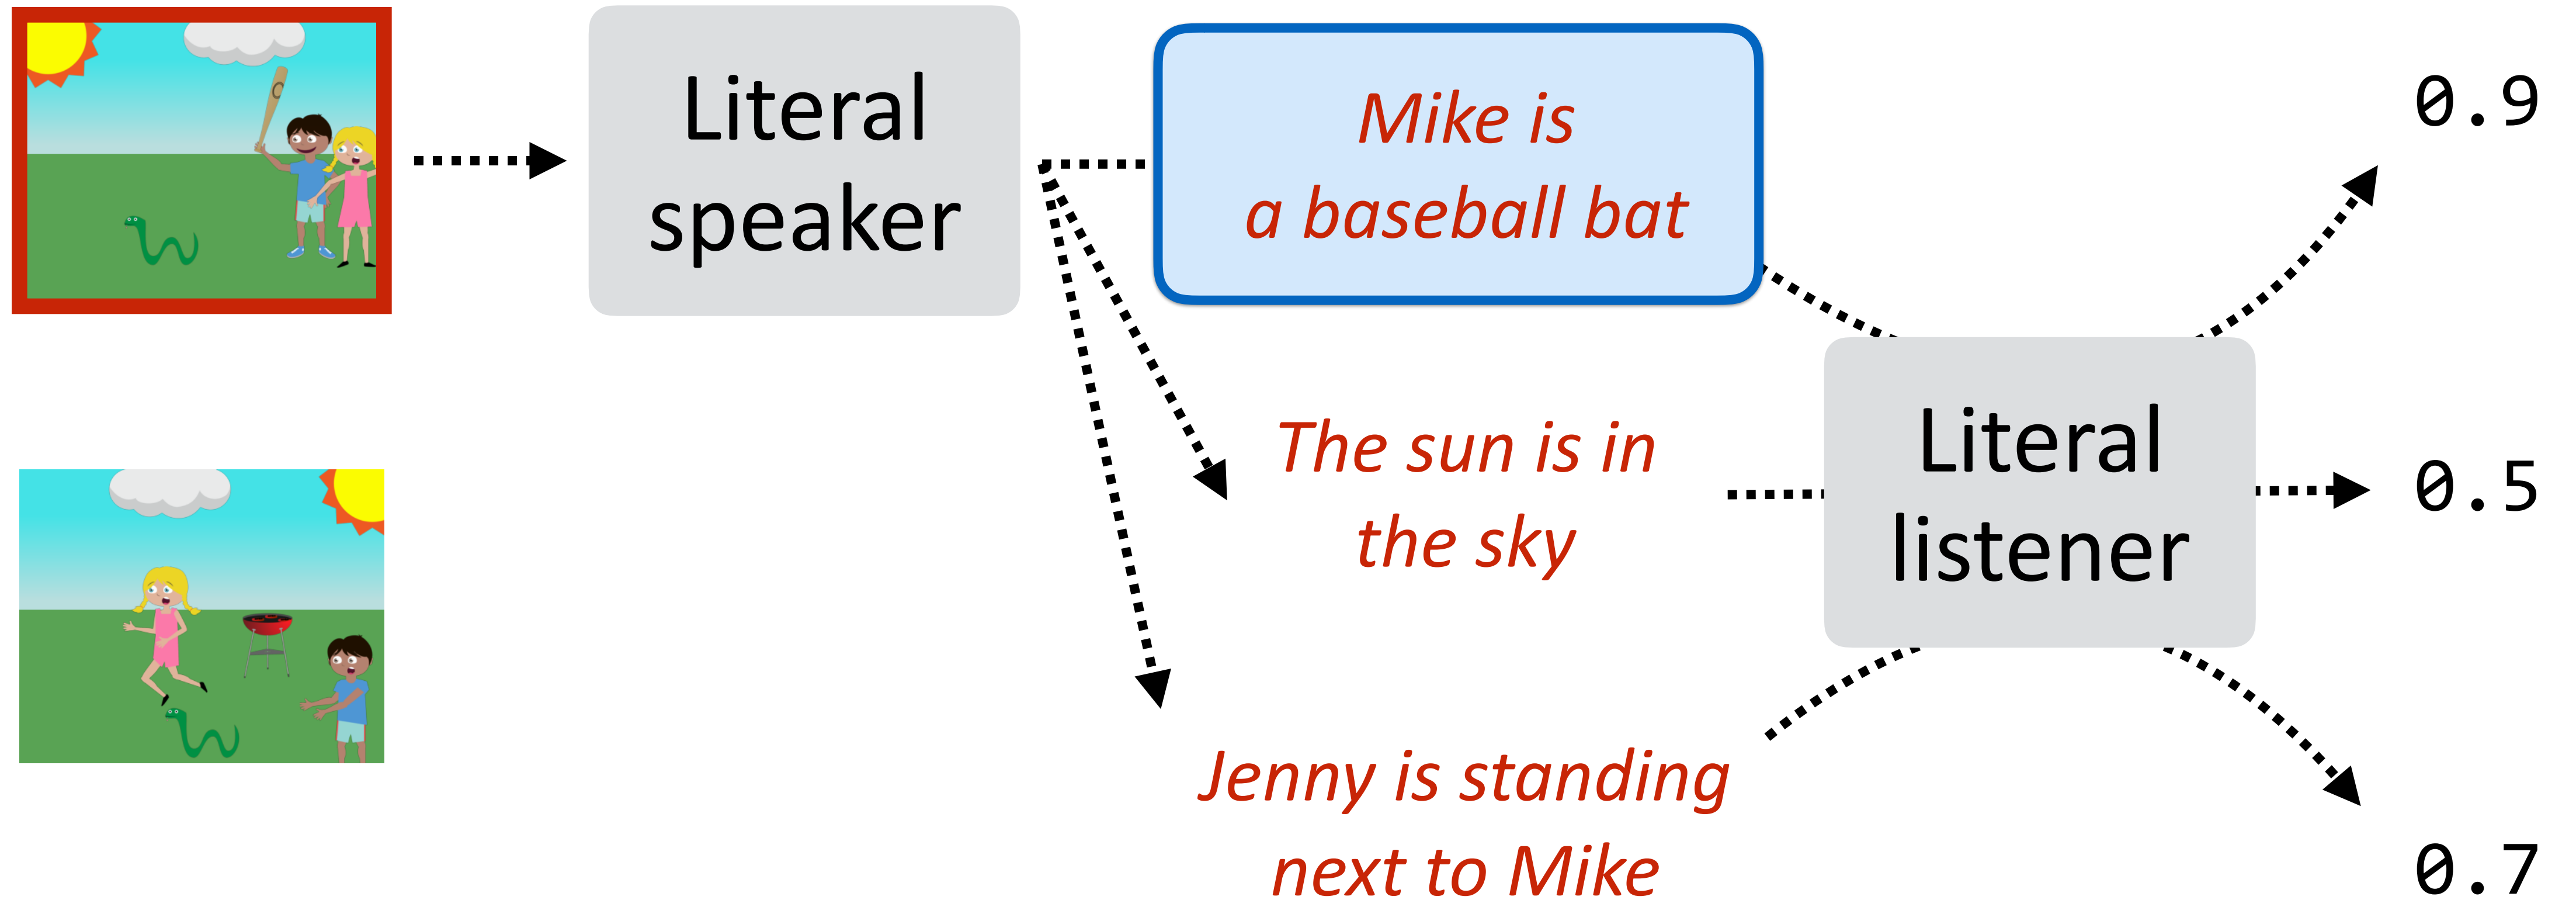 Literal
speaker
Mike is
a baseball bat
0.9
The sun is in
the sky
Literal
listener
0.5
Jenny is standing
next to Mike
0.7
C